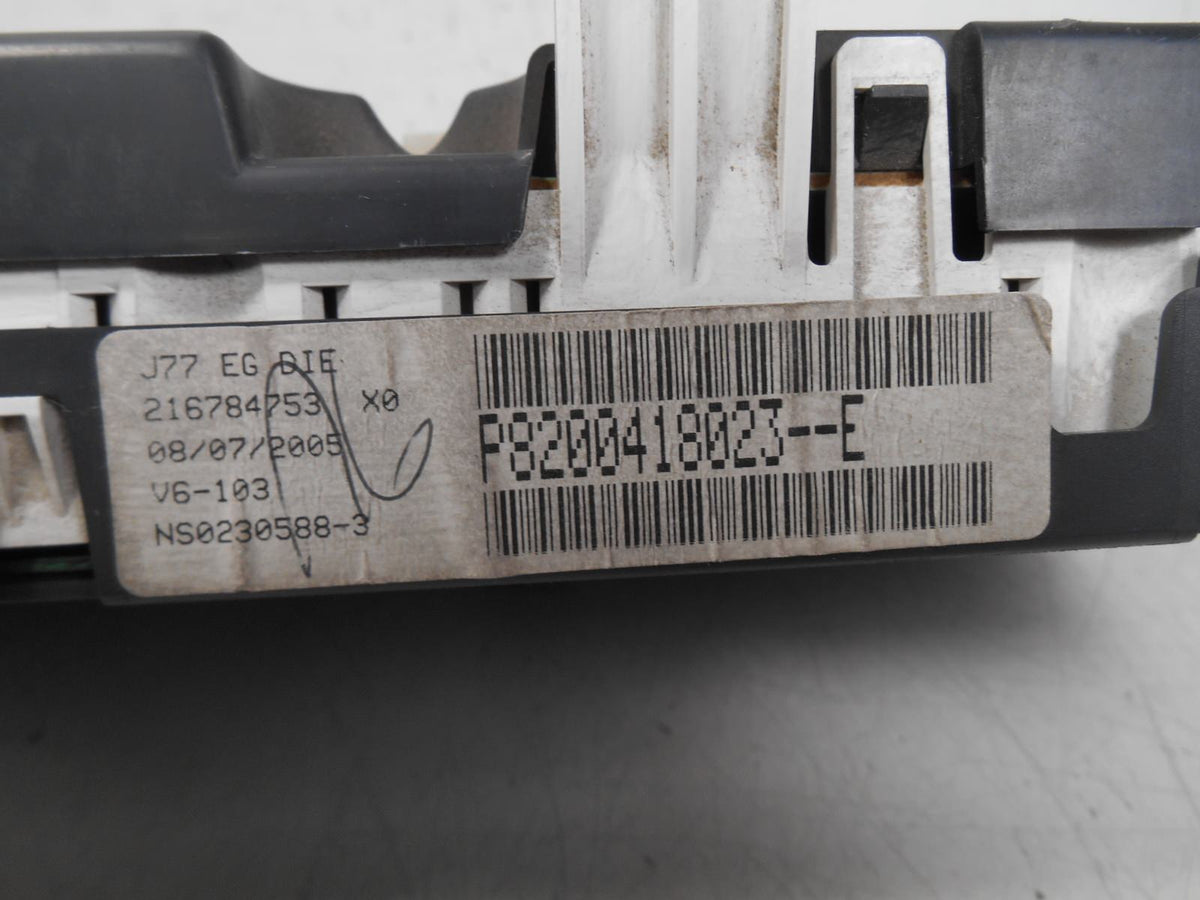 J77 EG DIE
216784753 X0
08/07/2005
V6-103
NS0230588-3
P8200418023--E